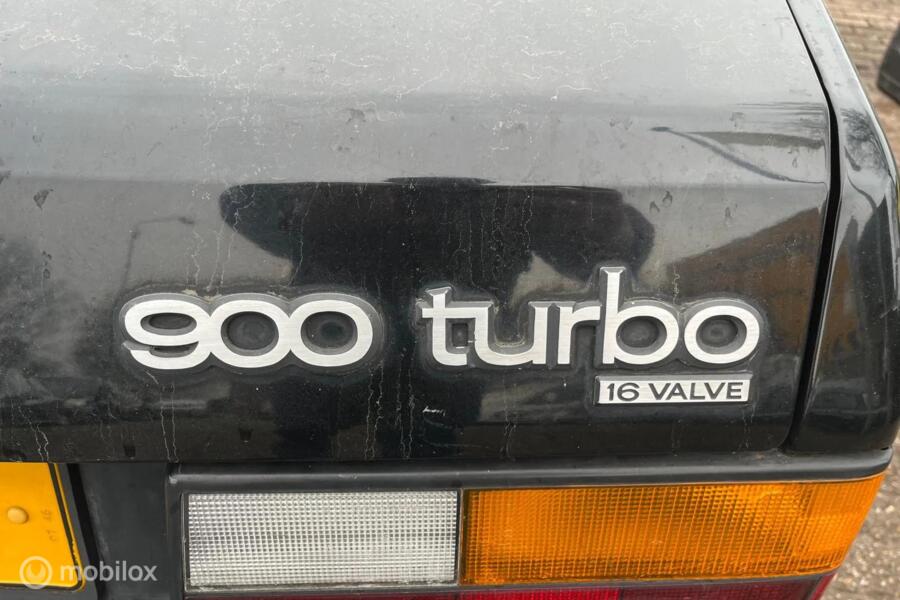 900 turbo
16 VALVE
mobilox